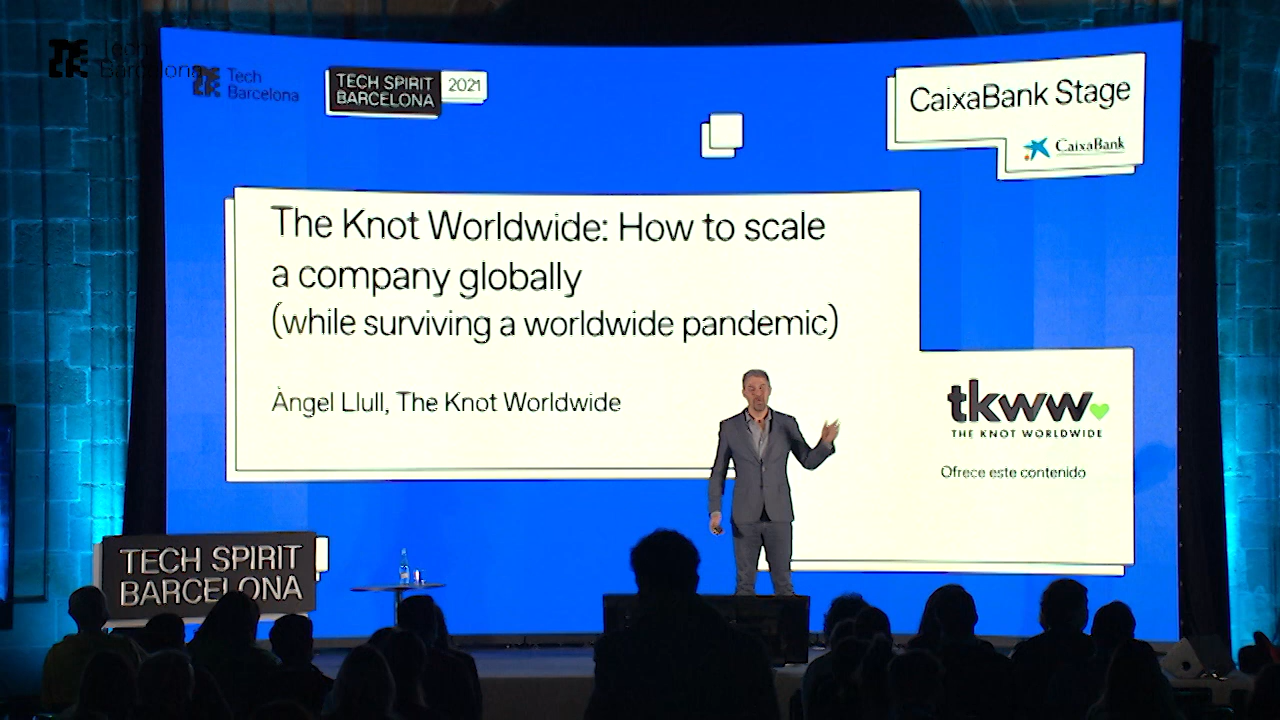 Tech
Barcelona
Tech
Barcelona
TECH SPIRIT
BARCELONA
2021
CaixaBank Stage
CaixaBank
The Knot Worldwide: How to scale
a company globally
(while surviving a worldwide pandemic)
Àngel Llull, The Knot Worldwide
tkww
THE KNOT WORLDWIDE
Ofrece este contenido
TECH SPIRIT
BARCELONA